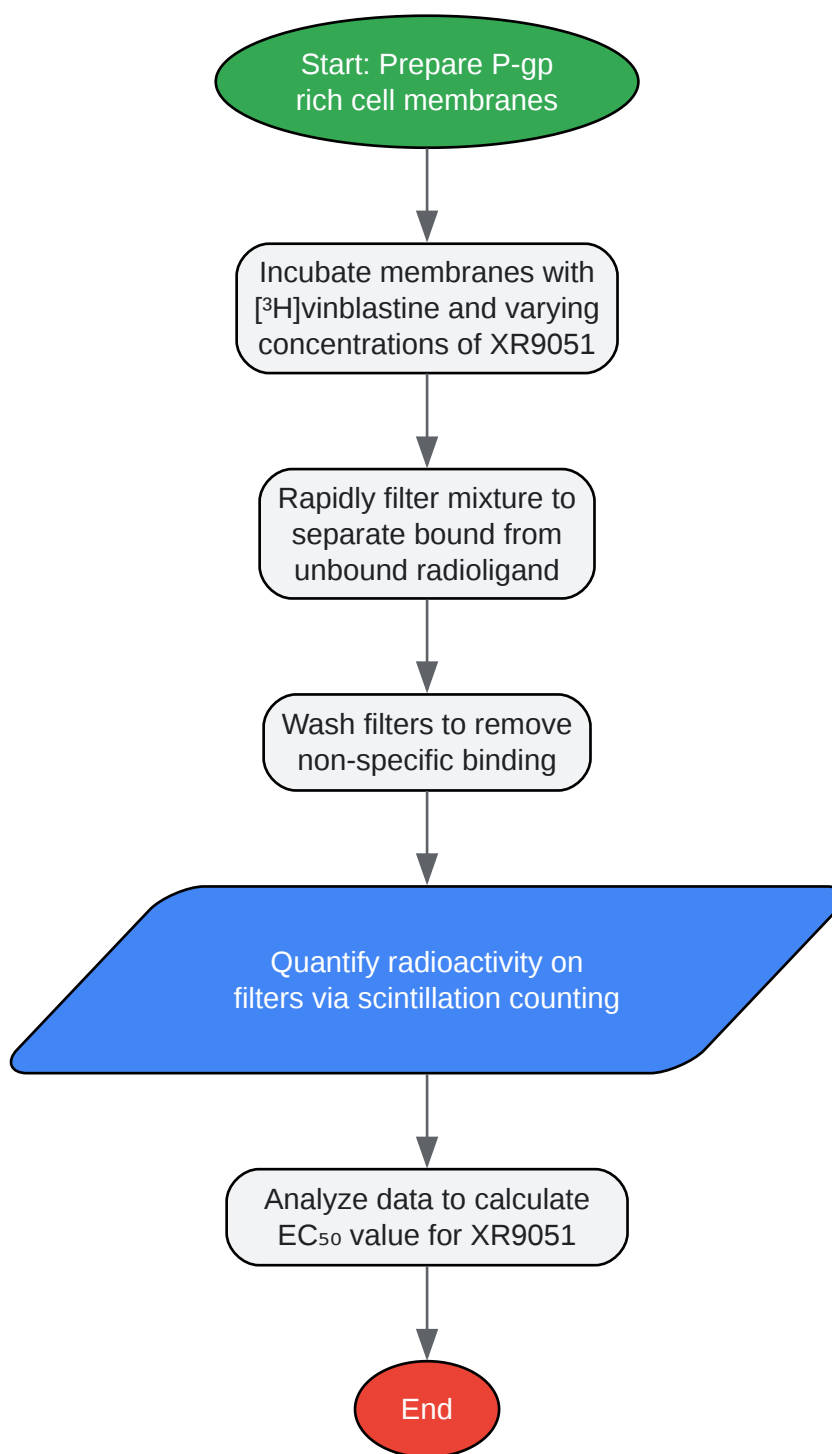 Start: Prepare P-gp
rich cell membranes
Incubate membranes with
[³H]vinblastine and varying
concentrations of XR9051
Rapidly filter mixture to
separate bound from
unbound radioligand
Wash filters to remove
non-specific binding
Quantify radioactivity on
filters via scintillation counting
Analyze data to calculate
EC₅₀ value for XR9051
End